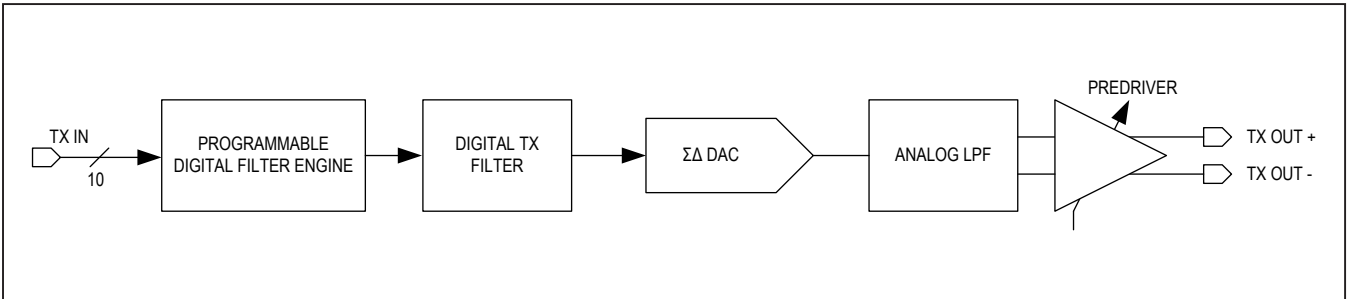 TX IN
10
PROGRAMMABLE
DIGITAL FILTER ENGINE
DIGITAL TX
FILTER
ΣΔ DAC
ANALOG LPF
PREDRIVER
TX OUT +
TX OUT -